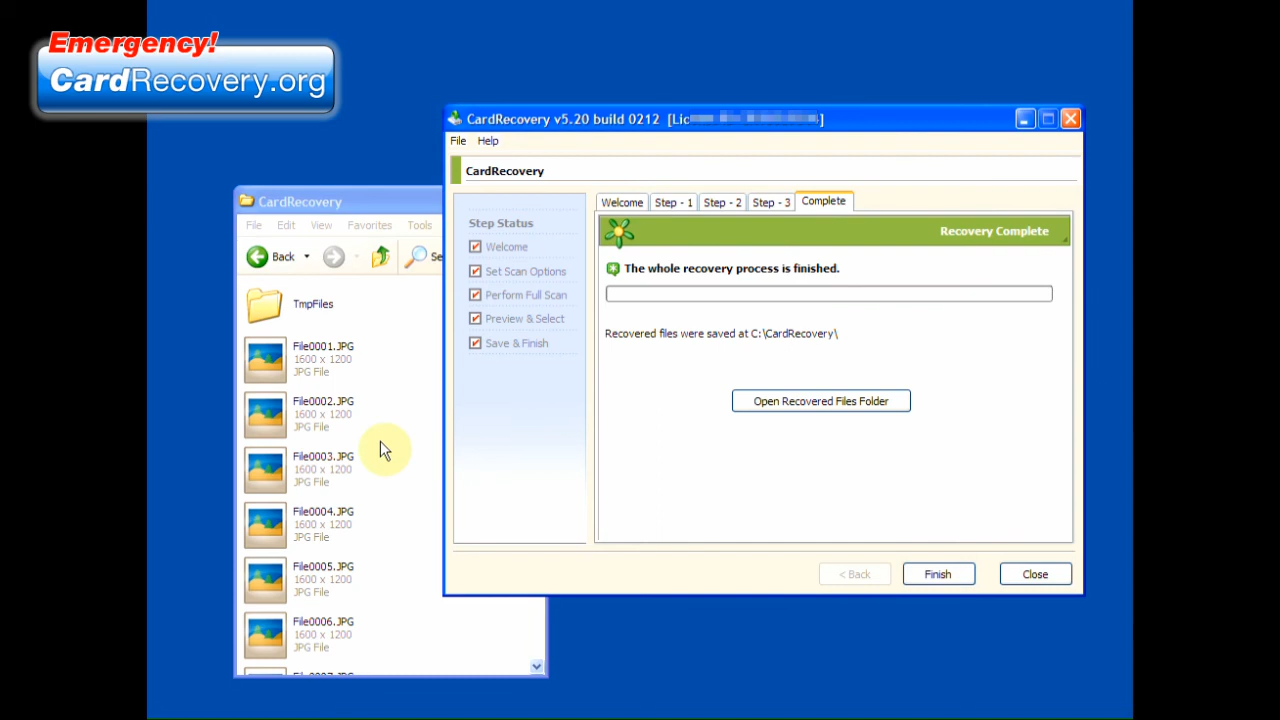 Emergency!
CardRecovery.org
CardRecovery v5.20 build 0212 [Lic
File Help
CardRecovery
Step Status
Welcome
Set Scan Options
Perform Full Scan
Preview & Select
Save & Finish
Welcome Step - 1 Step - 2 Step - 3 Complete
Recovery Complete
The whole recovery process is finished.
Recovered files were saved at C:\CardRecovery\
Open Recovered Files Folder
< Back Finish Close
CardRecovery
File Edit View Favorites Tools
Back
TmpFiles
File0001.JPG
1600 x 1200
JPG File
File0002.JPG
1600 x 1200
JPG File
File0003.JPG
1600 x 1200
JPG File
File0004.JPG
1600 x 1200
JPG File
File0005.JPG
1600 x 1200
JPG File
File0006.JPG
1600 x 1200
JPG File